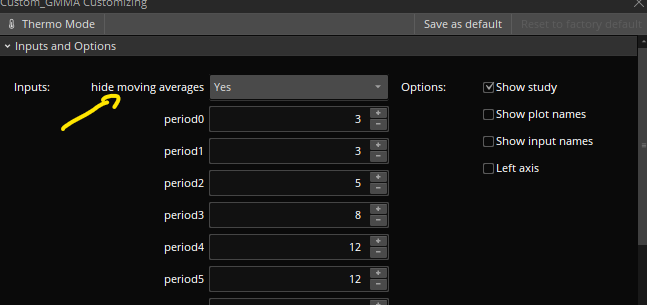 Custom_GMMA Customizing
Thermo Mode
Save as default
Reset to factory default
Inputs and Options
Inputs:
hide moving averages
Yes
Options:
Show study
period0
3
Show plot names
period1
3
Show input names
period2
5
Left axis
period3
8
period4
12
period5
12